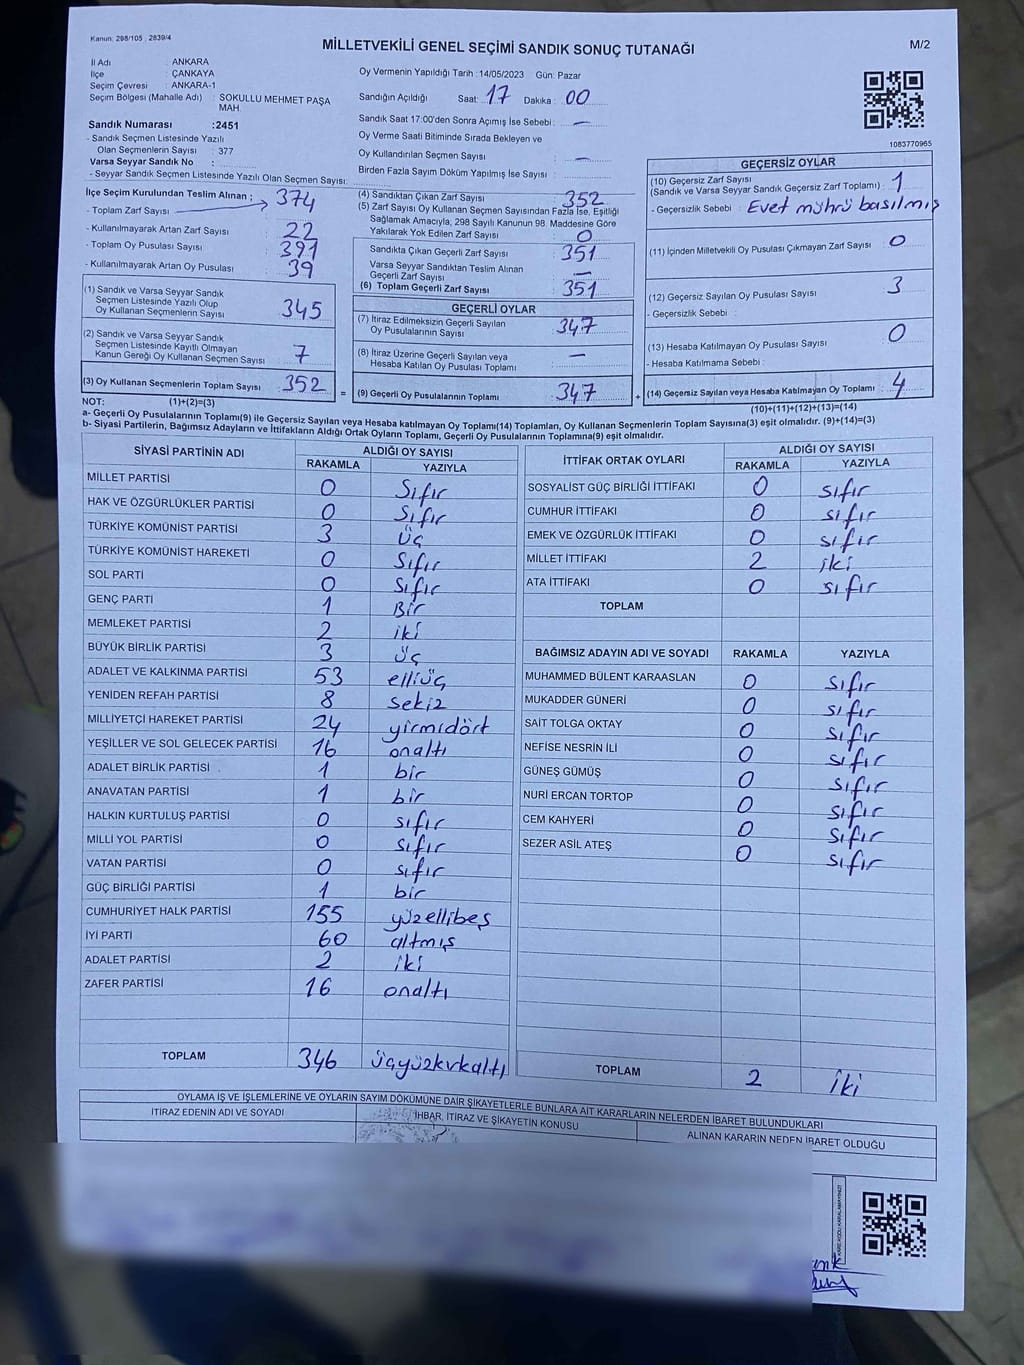 Kanun: 298/105 , 2839/4
MİLLETVEKİLİ GENEL SEÇİMİ SANDIK SONUÇ TUTANAĞI
M/2
İl Adı : ANKARA
İlçe : ÇANKAYA
Seçim Çevresi : ANKARA-1
Seçim Bölgesi (Mahalle Adı) : SOKULLU MEHMET PAŞA MAH.
Sandık Numarası :2451
- Sandık Seçmen Listesinde Yazılı
Olan Seçmenlerin Sayısı : 377
Varsa Seyyar Sandık No :
- Seyyar Sandık Seçmen Listesinde Yazılı Olan Seçmen Sayısı:
Oy Vermenin Yapıldığı Tarih :14/05/2023 Gün: Pazar
Sandığın Açıldığı Saat: 17 Dakika : 00
Sandık Saat 17:00'den Sonra Açımış İse Sebebi : —
Oy Verme Saati Bitiminde Sırada Bekleyen ve
Oy Kullandırılan Seçmen Sayısı : —
Birden Fazla Sayım Döküm Yapılmış İse Sayısı :
1083770965
İlçe Seçim Kurulundan Teslim Alınan ; 374
- Toplam Zarf Sayısı
- Kullanılmayarak Artan Zarf Sayısı : 22
- Toplam Oy Pusulası Sayısı : 391
- Kullanılmayarak Artan Oy Pusulası : 39
(1) Sandık ve Varsa Seyyar Sandık
Seçmen Listesinde Yazılı Olup
Oy Kullanan Seçmenlerin Sayısı : 345
(2) Sandık ve Varsa Seyyar Sandık
Seçmen Listesinde Kayıtlı Olmayan
Kanun Gereği Oy Kullanan Seçmen Sayısı : 7
(3) Oy Kullanan Seçmenlerin Toplam Sayısı : 352
(4) Sandıktan Çıkan Zarf Sayısı : 352
(5) Zarf Sayısı Oy Kullanan Seçmen Sayısından Fazla İse, Eşitliği
Sağlamak Amacıyla, 298 Sayılı Kanunun 98. Maddesine Göre
Yakılarak Yok Edilen Zarf Sayısı : 0
Sandıkta Çıkan Geçerli Zarf Sayısı : 351
Varsa Seyyar Sandıktan Teslim Alınan
Geçerli Zarf Sayısı : —
(6) Toplam Geçerli Zarf Sayısı : 351
GEÇERLİ OYLAR
(7) İtiraz Edilmeksizin Geçerli Sayılan
Oy Pusulalarının Sayısı : 347
(8) İtiraz Üzerine Geçerli Sayılan veya
Hesaba Katılan Oy Pusulası Toplamı : —
= (9) Geçerli Oy Pusulalarının Toplamı : 347
GEÇERSİZ OYLAR
(10) Geçersiz Zarf Sayısı
(Sandık ve Varsa Seyyar Sandık Geçersiz Zarf Toplamı) : 1
- Geçersizlik Sebebi : Evet mührü basılmış
(11) İçinden Milletvekili Oy Pusulası Çıkmayan Zarf Sayısı : 0
(12) Geçersiz Sayılan Oy Pusulası Sayısı : 3
- Geçersizlik Sebebi :
(13) Hesaba Katılmayan Oy Pusulası Sayısı : 0
- Hesaba Katılmama Sebebi :
+ (14) Geçersiz Sayılan veya Hesaba Katılmayan Oy Toplamı : 4
NOT: (1)+(2)=(3) (10)+(11)+(12)+(13)=(14)
a- Geçerli Oy Pusulalarının Toplamı(9) ile Geçersiz Sayılan veya Hesaba katılmayan Oy Toplamı(14) Toplamları, Oy Kullanan Seçmenlerin Toplam Sayısına(3) eşit olmalıdır. (9)+(14)=(3)
b- Siyasi Partilerin, Bağımsız Adayların ve İttifakların Aldığı Ortak Oyların Toplamı, Geçerli Oy Pusulalarının Toplamına(9) eşit olmalıdır.
SİYASİ PARTİNİN ADI ALDIĞI OY SAYISI
RAKAMLA YAZIYLA
MİLLET PARTİSİ 0 Sıfır
HAK VE ÖZGÜRLÜKLER PARTİSİ 0 Sıfır
TÜRKİYE KOMÜNİST PARTİSİ 3 üç
TÜRKİYE KOMÜNİST HAREKETİ 0 Sıfır
SOL PARTİ 0 Sıfır
GENÇ PARTİ 1 Bir
MEMLEKET PARTİSİ 2 iki
BÜYÜK BİRLİK PARTİSİ 3 üç
ADALET VE KALKINMA PARTİSİ 53 elliüç
YENİDEN REFAH PARTİSİ 8 sekiz
MİLLİYETÇİ HAREKET PARTİSİ 24 yirmidört
YEŞİLLER VE SOL GELECEK PARTİSİ 16 onaltı
ADALET BİRLİK PARTİSİ 1 bir
ANAVATAN PARTİSİ 1 bir
HALKIN KURTULUŞ PARTİSİ 0 sıfır
MİLLİ YOL PARTİSİ 0 sıfır
VATAN PARTİSİ 0 sıfır
GÜÇ BİRLİĞİ PARTİSİ 1 bir
CUMHURİYET HALK PARTİSİ 155 yüzellibeş
İYİ PARTİ 60 altmış
ADALET PARTİSİ 2 iki
ZAFER PARTİSİ 16 onaltı
TOPLAM 346 üçyüzkırkaltı
İTTİFAK ORTAK OYLARI ALDIĞI OY SAYISI
RAKAMLA YAZIYLA
SOSYALİST GÜÇ BİRLİĞİ İTTİFAKI 0 sıfır
CUMHUR İTTİFAKI 0 sıfır
EMEK VE ÖZGÜRLÜK İTTİFAKI 0 sıfır
MİLLET İTTİFAKI 2 iki
ATA İTTİFAKI 0 sıfır
TOPLAM
BAĞIMSIZ ADAYIN ADI VE SOYADI RAKAMLA YAZIYLA
MUHAMMED BÜLENT KARAASLAN 0 sıfır
MUKADDER GÜNERİ 0 sıfır
SAİT TOLGA OKTAY 0 sıfır
NEFİSE NESRİN İLİ 0 sıfır
GÜNEŞ GÜMÜŞ 0 sıfır
NURİ ERCAN TORTOP 0 sıfır
CEM KAHYERİ 0 sıfır
SEZER ASİL ATEŞ 0 sıfır
TOPLAM 2 iki
OYLAMA İŞ VE İŞLEMLERİNE VE OYLARIN SAYIM DÖKÜMÜNE DAİR ŞİKAYETLERLE BUNLARA AİT KARARLARIN NELERDEN İBARET BULUNDUKLARI
İTİRAZ EDENİN ADI VE SOYADI İHBAR, İTİRAZ VE ŞİKAYETİN KONUSU ALINAN KARARIN NEDEN İBARET OLDUĞU